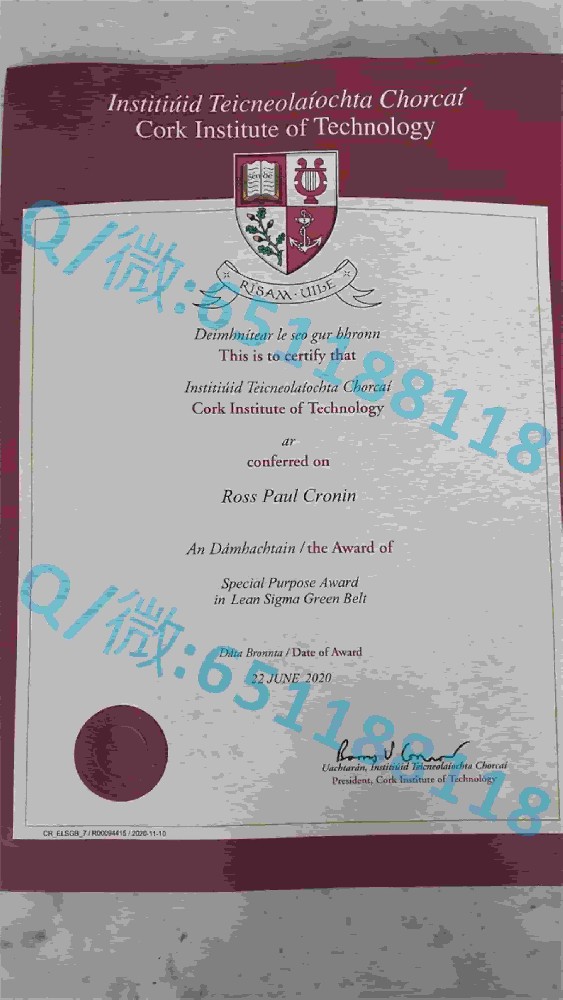 Institiúid Teicneolaíochta Chorcaí
Cork Institute of Technology
RÍSAM · UILE
Deimhnítear le seo gur bhronn
This is to certify that
Institiúid Teicneolaíochta Chorcaí
Cork Institute of Technology
ar
conferred on
Ross Paul Cronin
An Dámhachtain / the Award of
Special Purpose Award
in Lean Sigma Green Belt
Dáta Bronnta / Date of Award
22 JUNE 2020
Uachtarán, Institiúid Teicneolaíochta Chorcaí
President, Cork Institute of Technology
CR_ELSGB_7 / R00094415 / 2020-11-10
Q/微:651188118
Q/微:651188118